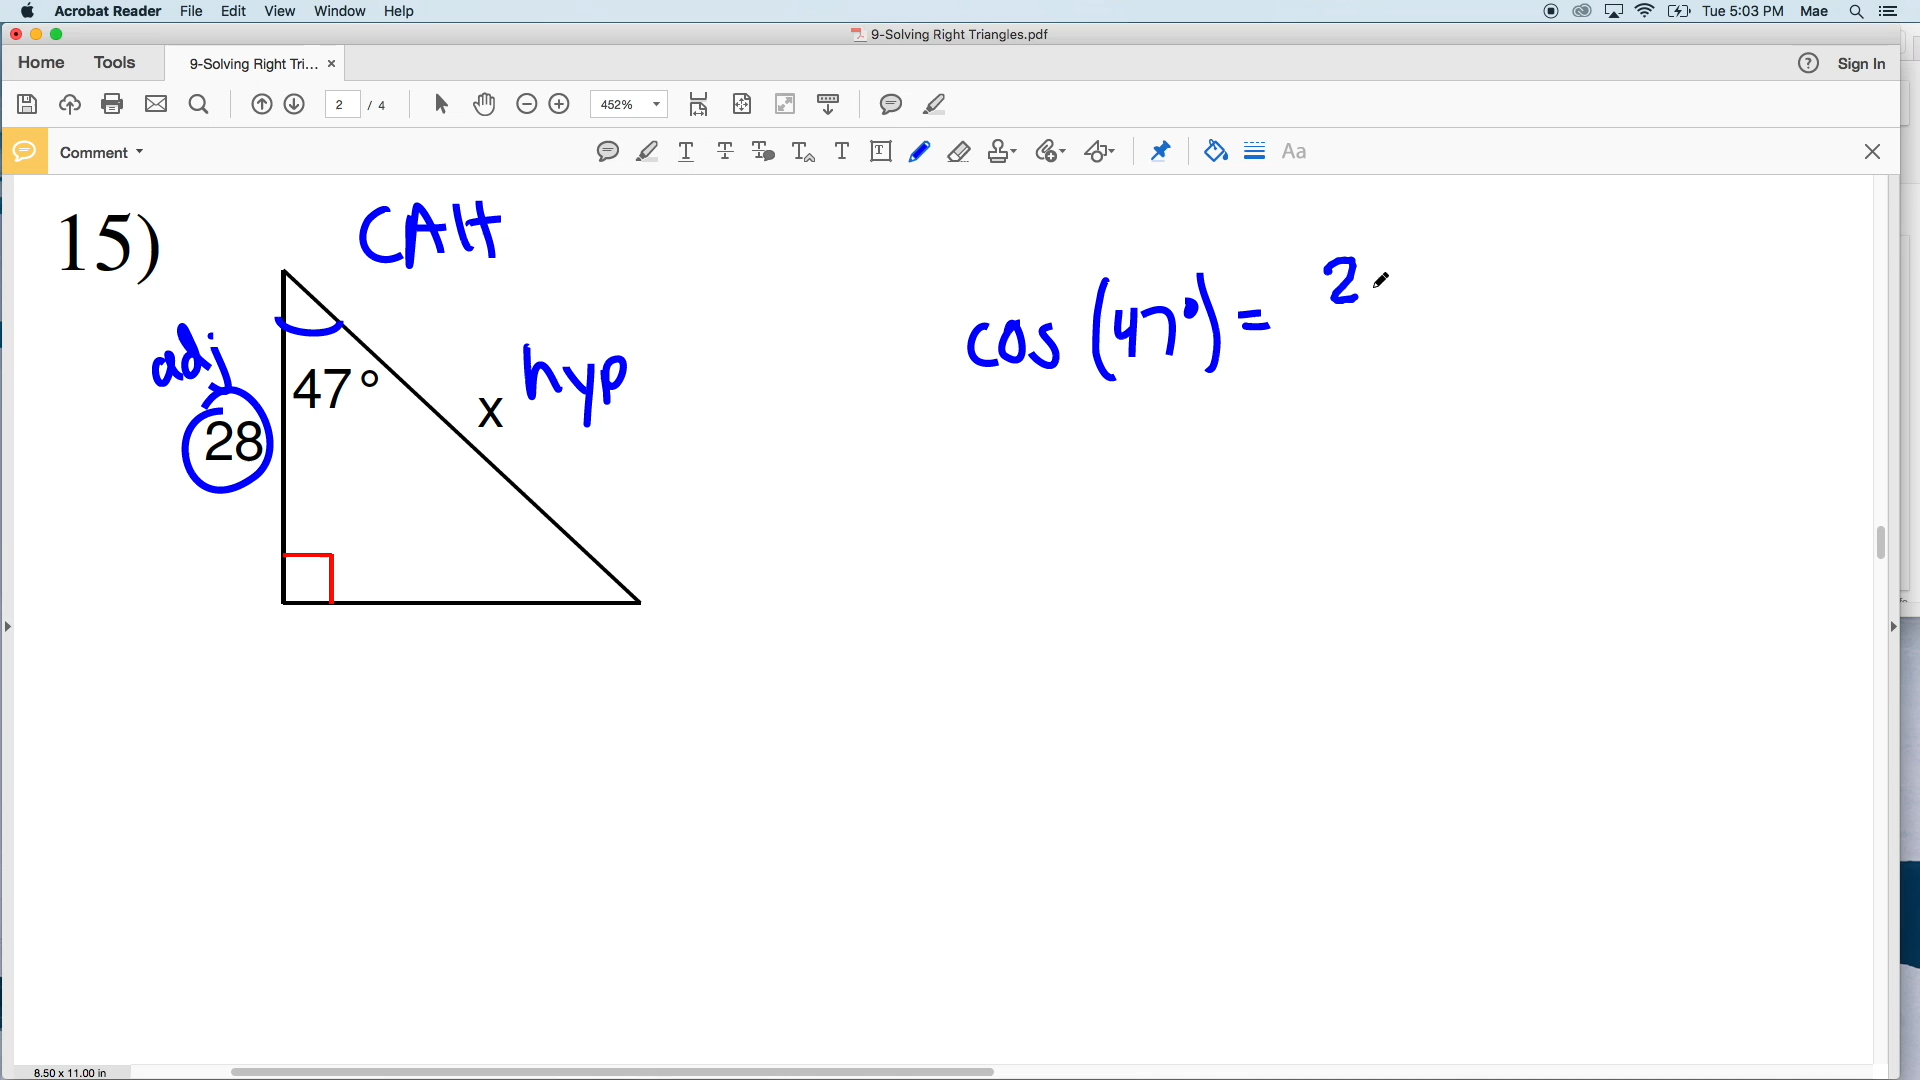 Acrobat Reader File Edit View Window Help Tue 5:03 PM Mae
9-Solving Right Triangles.pdf
Home Tools 9-Solving Right Tri... × Sign In
2 / 4 452%
Comment Aa
15)
CAH
adj
47°
28
x
hyp
cos (47°) = 2
8.50 x 11.00 in